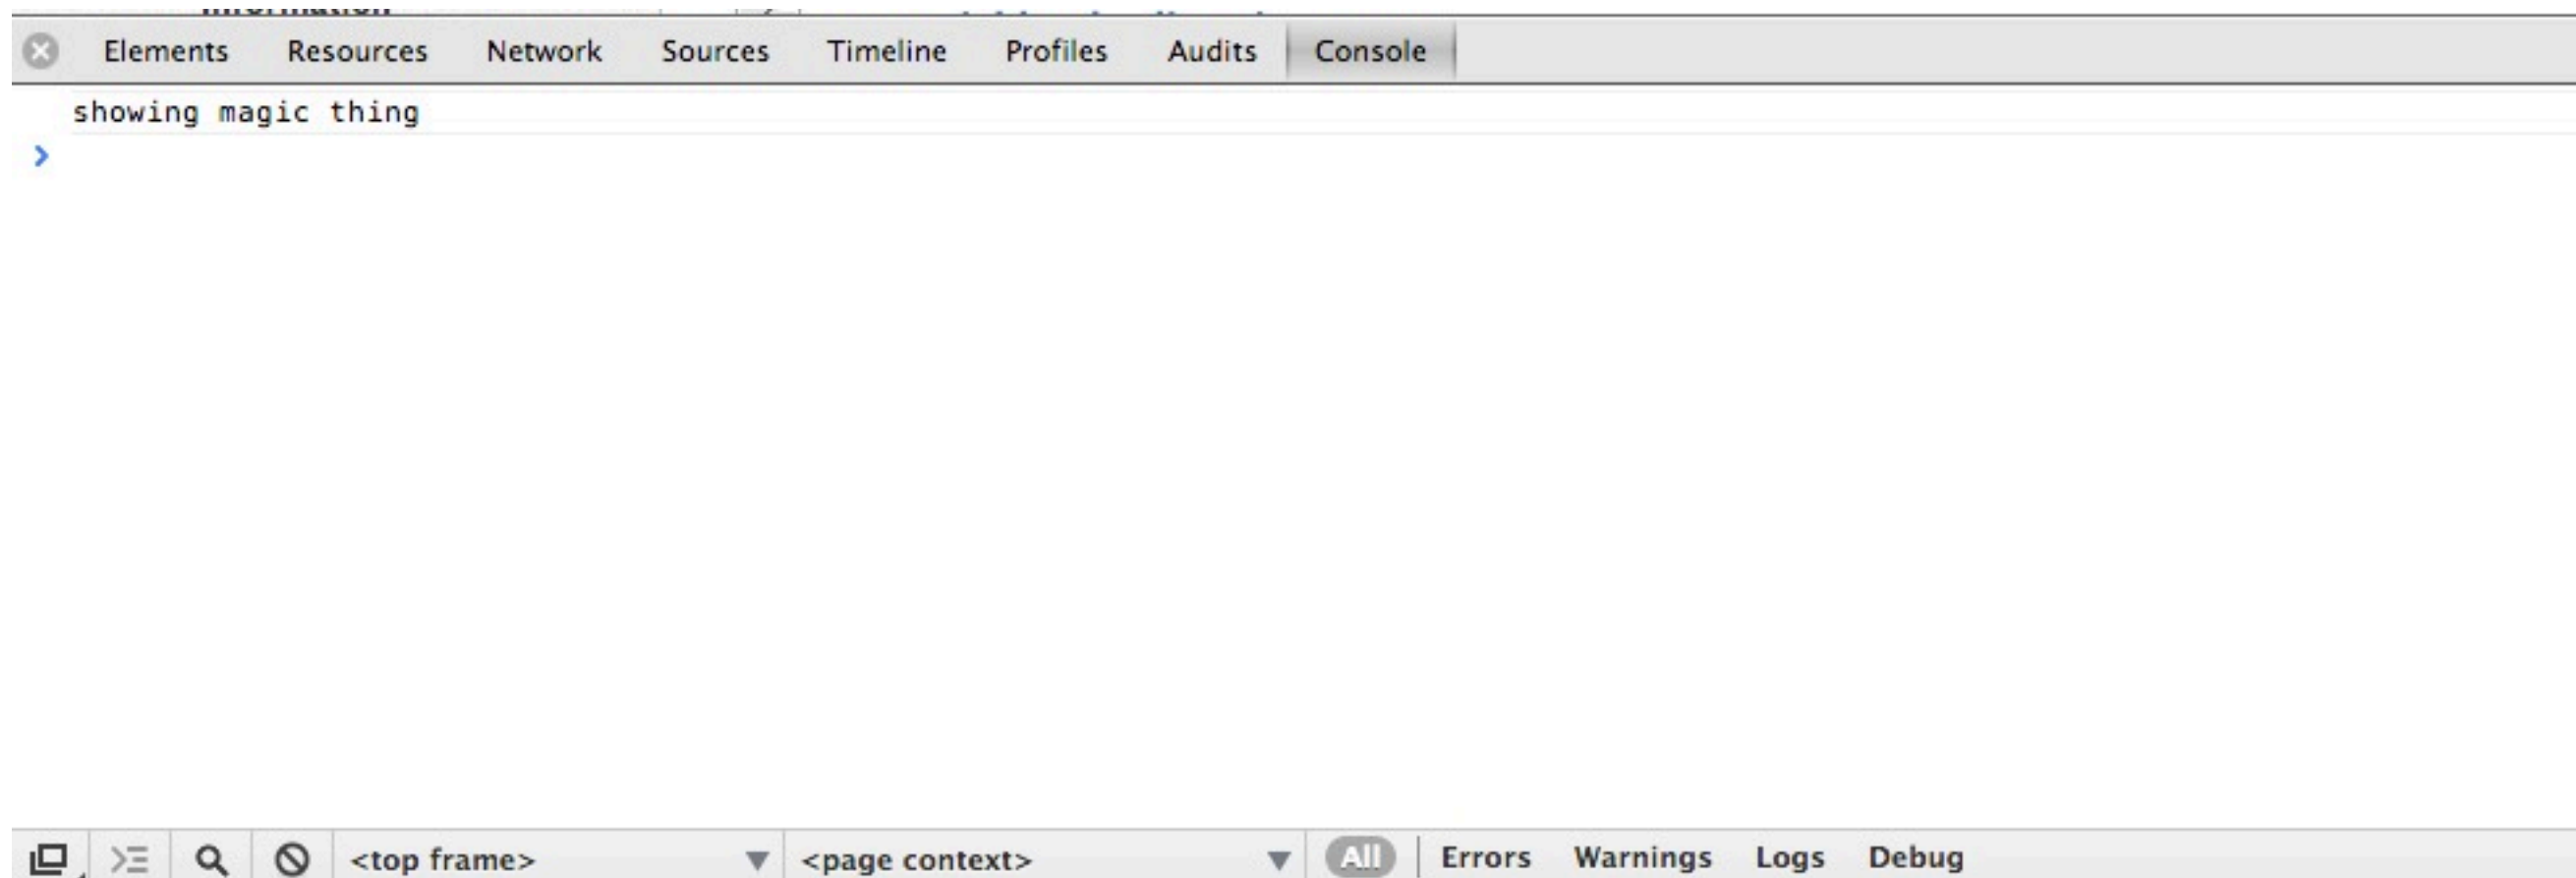 Elements Resources Network Sources Timeline Profiles Audits Console
showing magic thing
<top frame> <page context> All Errors Warnings Logs Debug